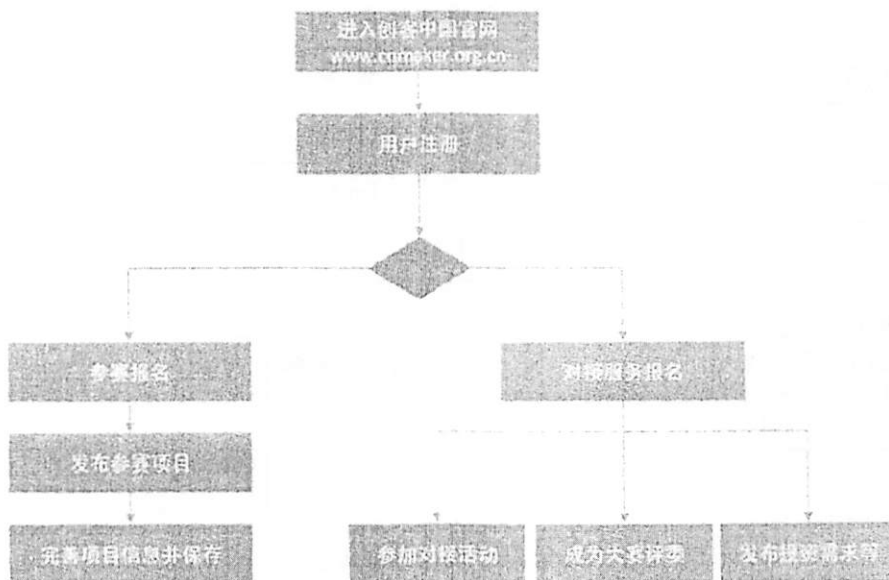 进入创客中国官网
www.cnmaker.org.cn
用户注册
参赛报名
对接服务报名
发布参赛项目
完善项目信息并保存
参加对接活动
成为大赛评委
发布投资需求等